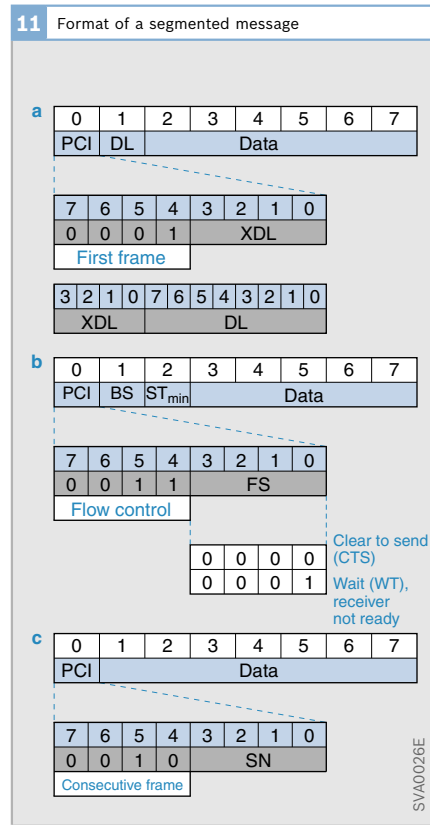 11 Format of a segmented message
a
0 1 2 3 4 5 6 7
PCI DL Data
7 6 5 4 3 2 1 0
0 0 0 1 XDL
First frame
3 2 1 0 7 6 5 4 3 2 1 0
XDL DL
b
0 1 2 3 4 5 6 7
PCI BS STmin Data
7 6 5 4 3 2 1 0
0 0 1 1 FS
Flow control
0 0 0 0
Clear to send
(CTS)
0 0 0 1
Wait (WT),
receiver
not ready
c
0 1 2 3 4 5 6 7
PCI Data
7 6 5 4 3 2 1 0
0 0 1 0 SN
Consecutive frame
SVA0026E